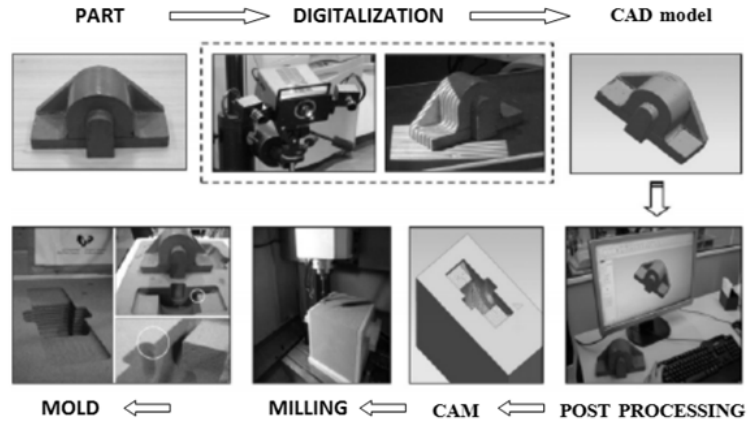 PART
DIGITALIZATION
CAD model
MOLD
MILLING
CAM
POST PROCESSING